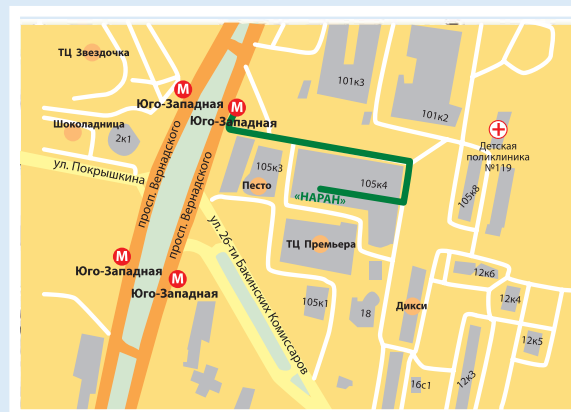 ТЦ Звездочка
101к3
М
Юго-Западная
М
Юго-Западная
101к2
Шоколадница
2к1
Детская
поликлиника
№119
ул. Покрышкина
просп. Вернадского
просп. Вернадского
105к3
Песто
105к4
«НАРАН»
105к8
ул. 26-ти Бакинских Комиссаров
ТЦ Премьера
М
Юго-Западная
М
Юго-Западная
12к6
105к1
18
Дикси
12к4
12к5
16с1
12к3